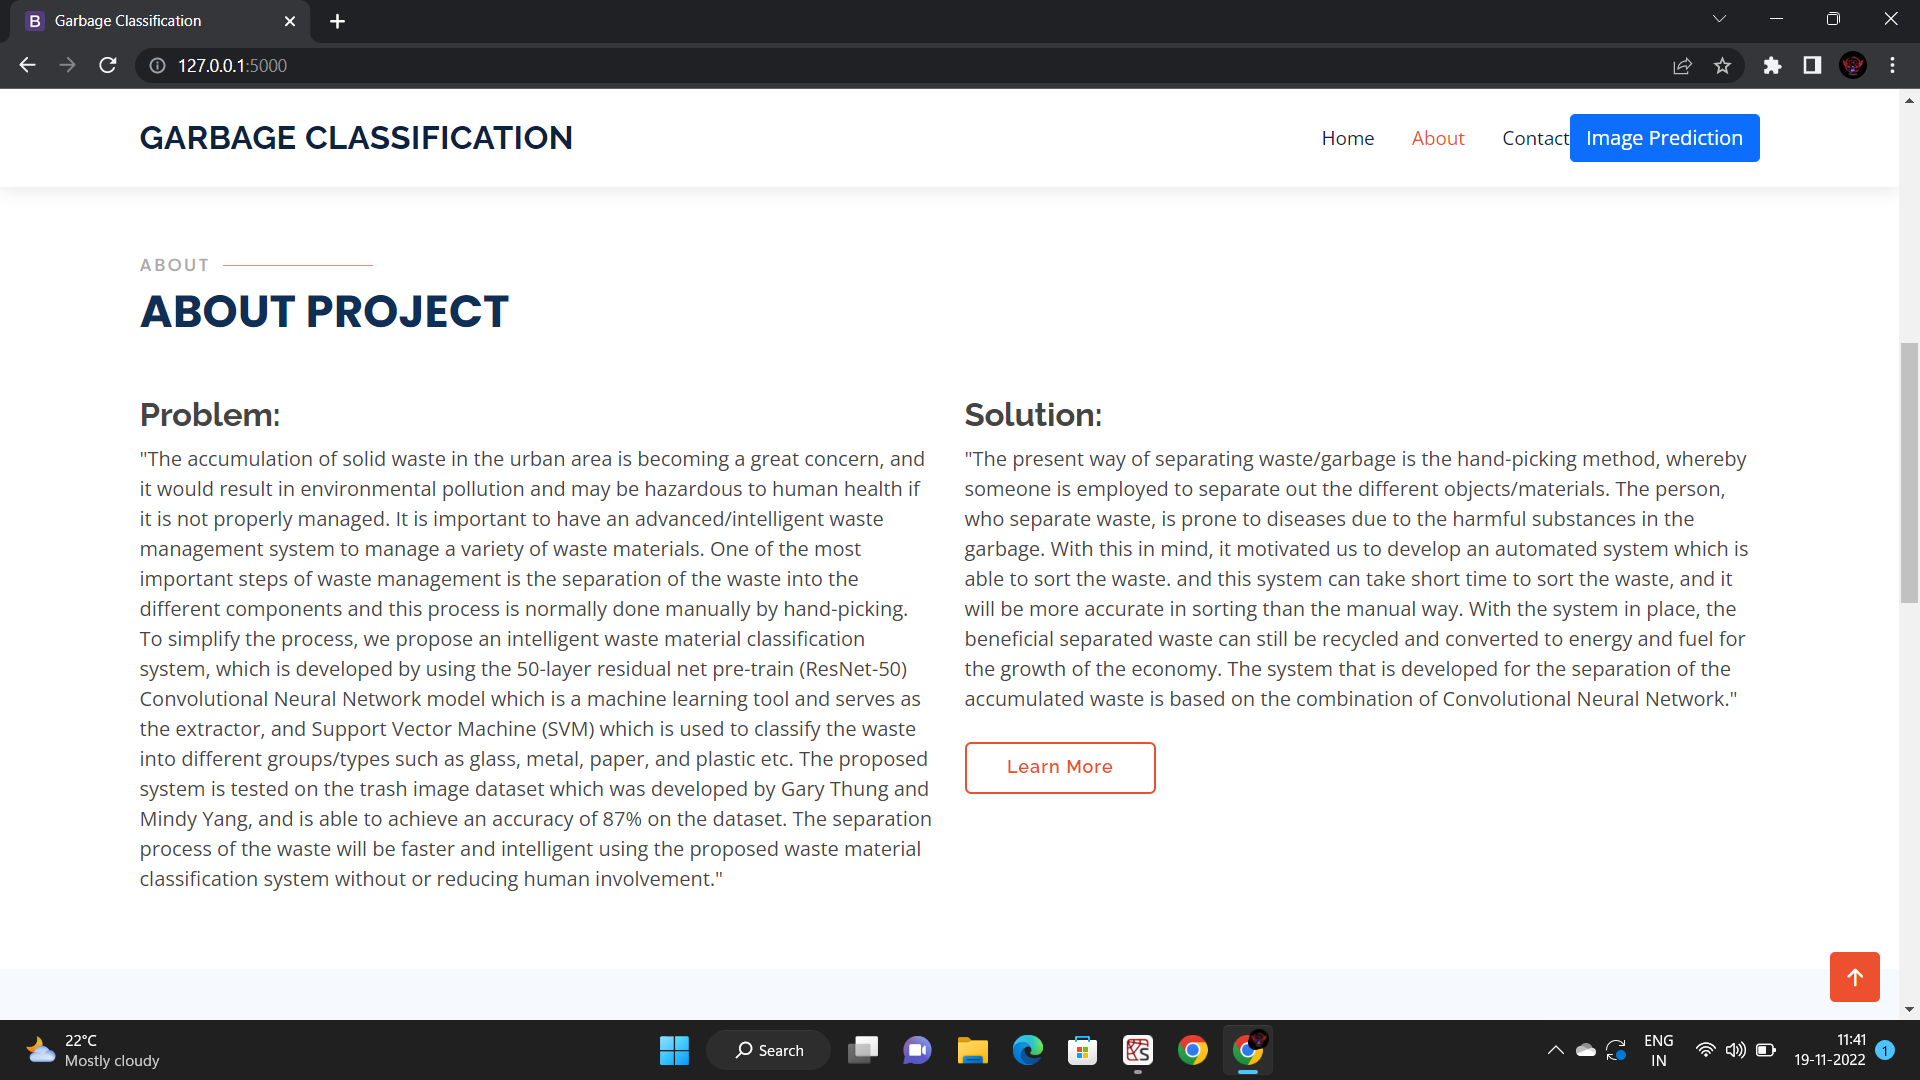 Garbage Classification
127.0.0.1:5000
GARBAGE CLASSIFICATION
Home
About
Contact
Image Prediction
ABOUT
ABOUT PROJECT
Problem:
"The accumulation of solid waste in the urban area is becoming a great concern, and
it would result in environmental pollution and may be hazardous to human health if
it is not properly managed. It is important to have an advanced/intelligent waste
management system to manage a variety of waste materials. One of the most
important steps of waste management is the separation of the waste into the
different components and this process is normally done manually by hand-picking.
To simplify the process, we propose an intelligent waste material classification
system, which is developed by using the 50-layer residual net pre-train (ResNet-50)
Convolutional Neural Network model which is a machine learning tool and serves as
the extractor, and Support Vector Machine (SVM) which is used to classify the waste
into different groups/types such as glass, metal, paper, and plastic etc. The proposed
system is tested on the trash image dataset which was developed by Gary Thung and
Mindy Yang, and is able to achieve an accuracy of 87% on the dataset. The separation
process of the waste will be faster and intelligent using the proposed waste material
classification system without or reducing human involvement."
Solution:
"The present way of separating waste/garbage is the hand-picking method, whereby
someone is employed to separate out the different objects/materials. The person,
who separate waste, is prone to diseases due to the harmful substances in the
garbage. With this in mind, it motivated us to develop an automated system which is
able to sort the waste. and this system can take short time to sort the waste, and it
will be more accurate in sorting than the manual way. With the system in place, the
beneficial separated waste can still be recycled and converted to energy and fuel for
the growth of the economy. The system that is developed for the separation of the
accumulated waste is based on the combination of Convolutional Neural Network."
Learn More
22°C
Mostly cloudy
Search
ENG
IN
11:41
19-11-2022
1